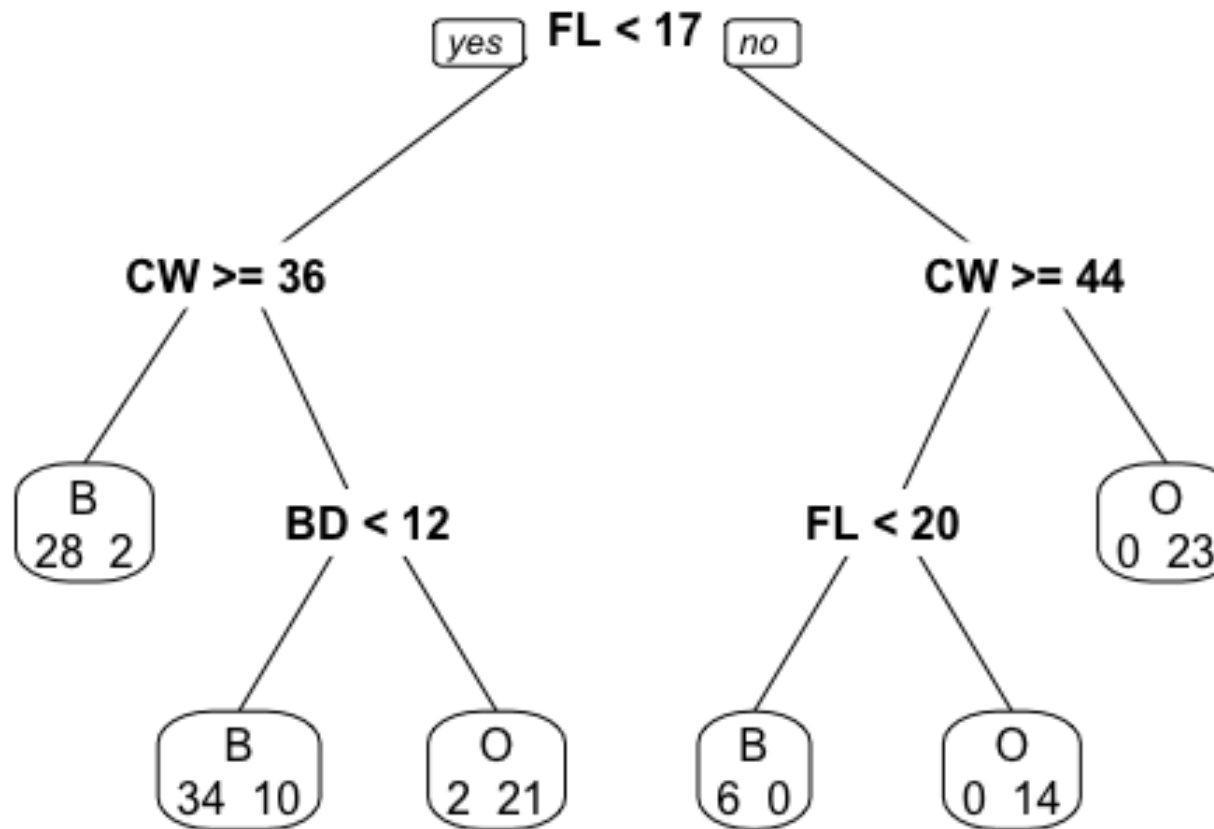 yes FL < 17 no
CW >= 36 CW >= 44
B
28 2
BD < 12 FL < 20
O
0 23
B
34 10
O
2 21
B
6 0
O
0 14